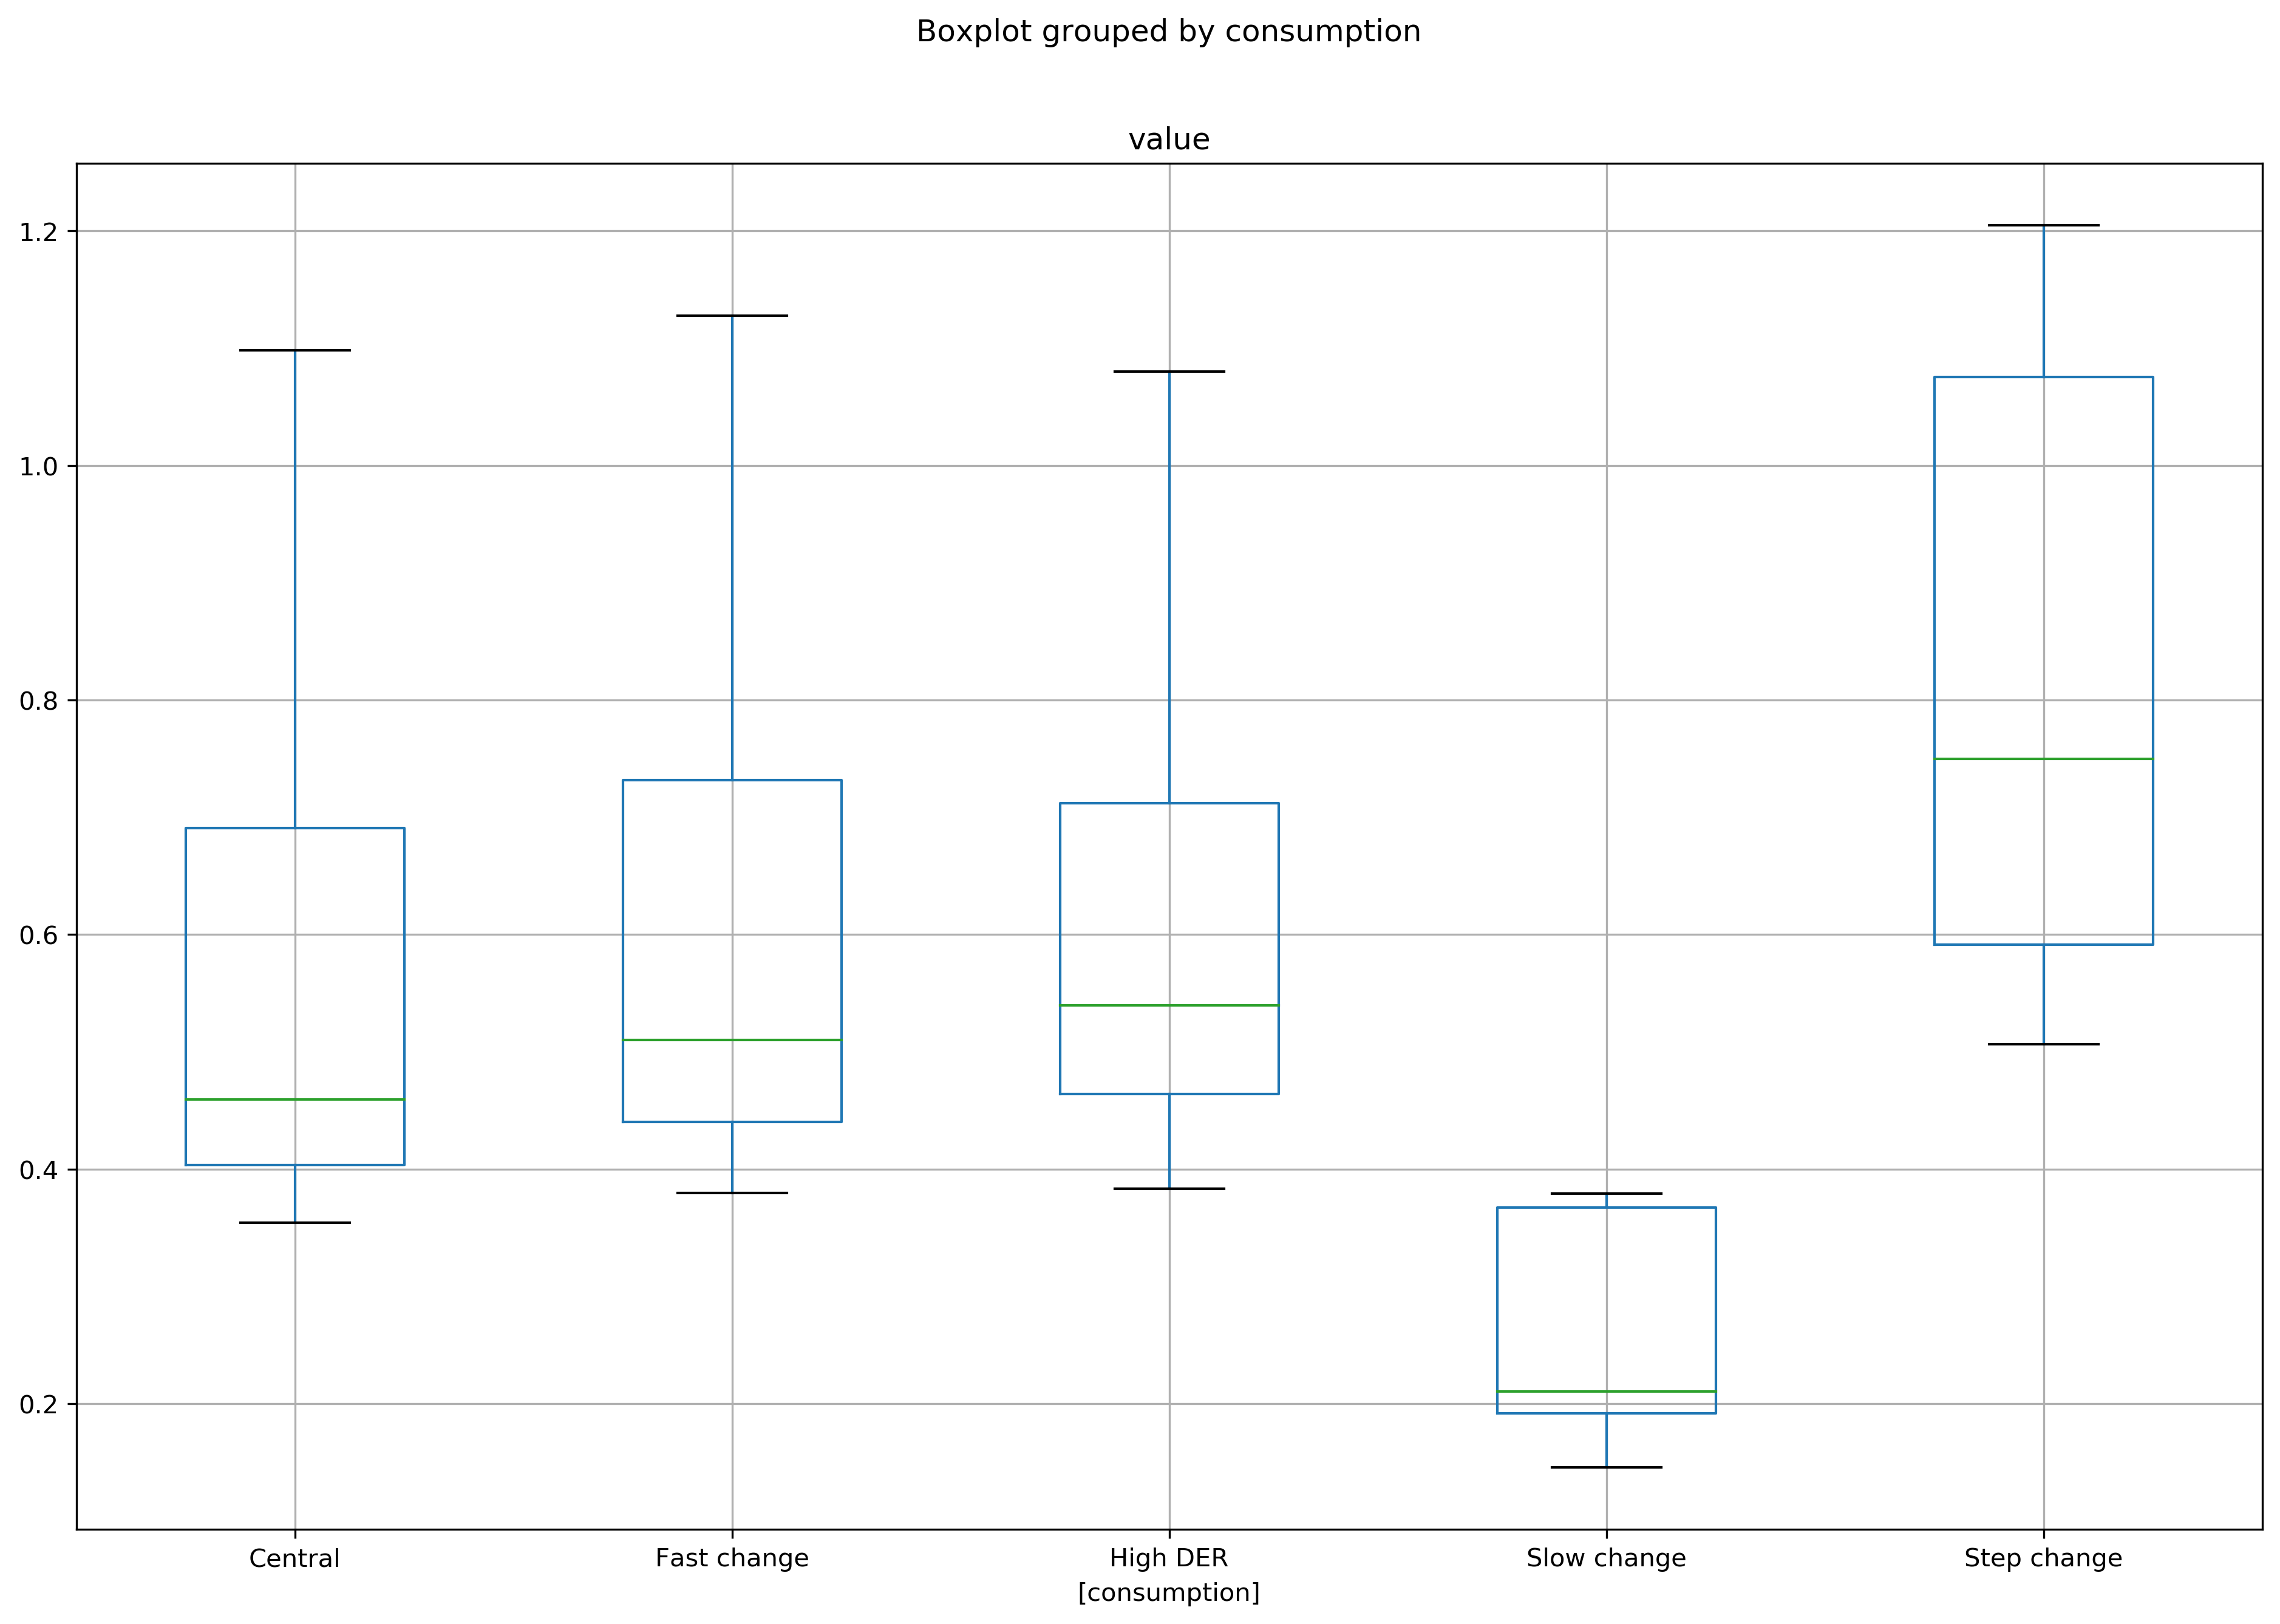 Boxplot grouped by consumption
value
1.2
1.0
0.8
0.6
0.4
0.2
Central Fast change High DER Slow change Step change
[consumption]